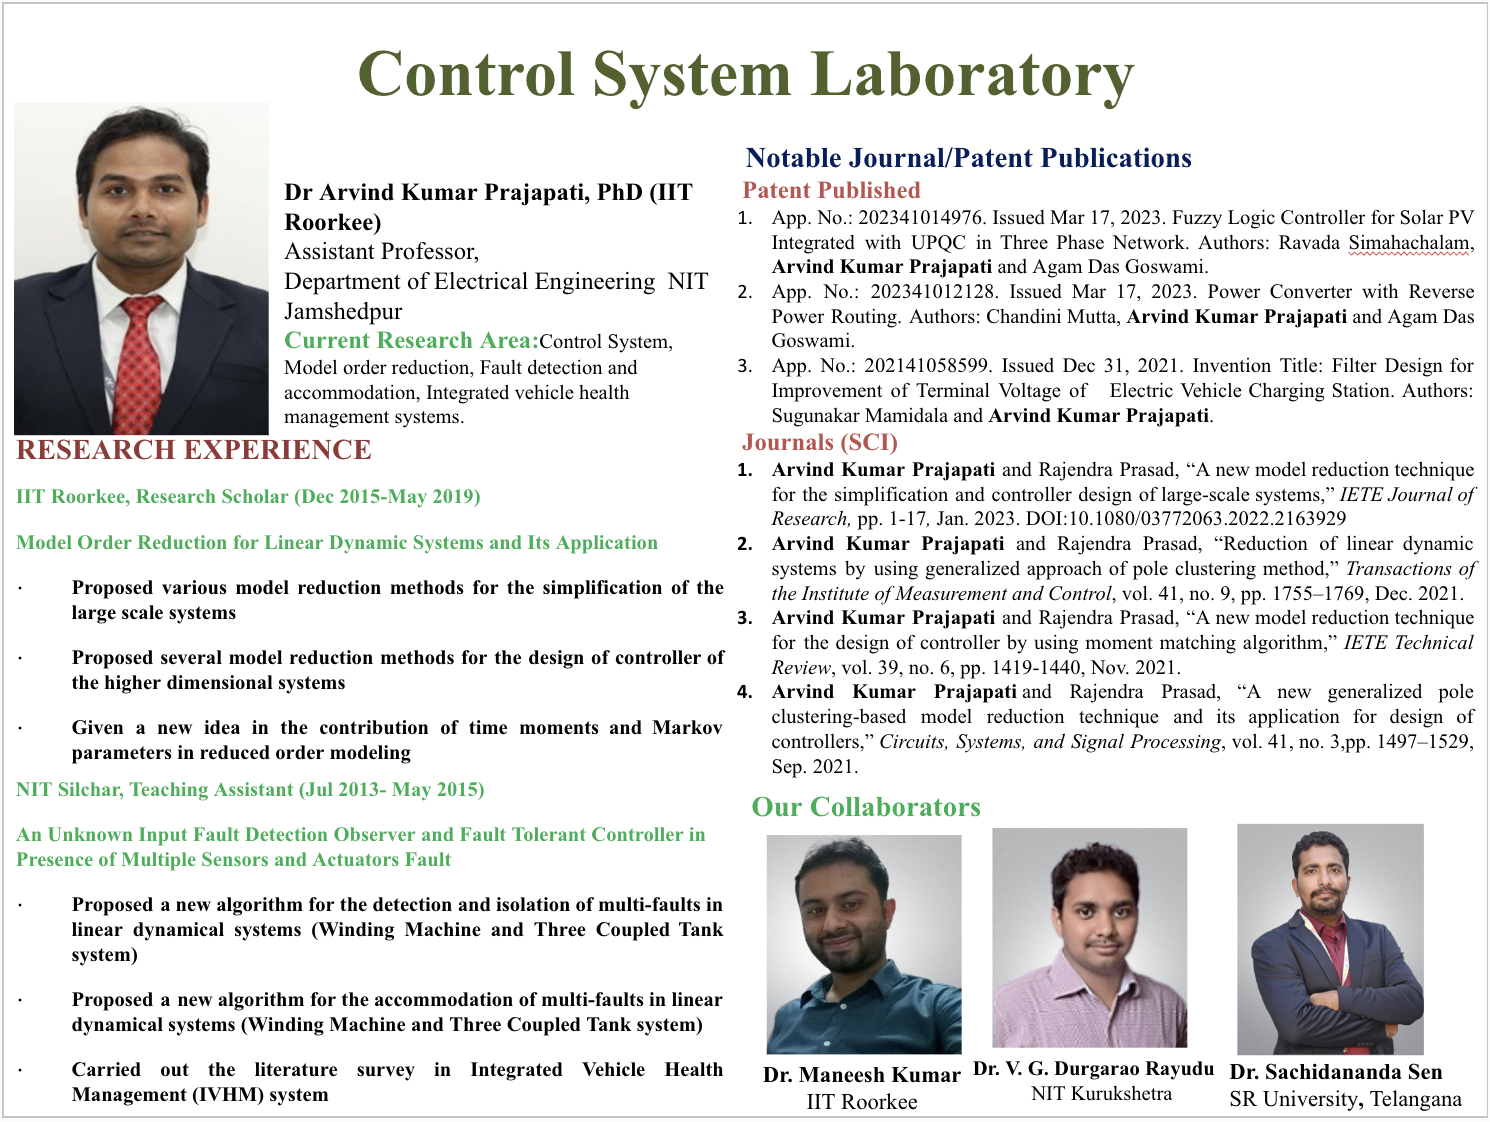 Control System Laboratory
Dr Arvind Kumar Prajapati, PhD (IIT
Roorkee)
Assistant Professor,
Department of Electrical Engineering  NIT
Jamshedpur
Current Research Area:Control System,
Model order reduction, Fault detection and
accommodation, Integrated vehicle health
management systems.
RESEARCH EXPERIENCE
IIT Roorkee, Research Scholar (Dec 2015-May 2019)
Model Order Reduction for Linear Dynamic Systems and Its Application
· Proposed various model reduction methods for the simplification of the
large scale systems
· Proposed several model reduction methods for the design of controller of
the higher dimensional systems
· Given a new idea in the contribution of time moments and Markov
parameters in reduced order modeling
NIT Silchar, Teaching Assistant (Jul 2013- May 2015)
An Unknown Input Fault Detection Observer and Fault Tolerant Controller in
Presence of Multiple Sensors and Actuators Fault
· Proposed a new algorithm for the detection and isolation of multi-faults in
linear dynamical systems (Winding Machine and Three Coupled Tank
system)
· Proposed a new algorithm for the accommodation of multi-faults in linear
dynamical systems (Winding Machine and Three Coupled Tank system)
· Carried out the literature survey in Integrated Vehicle Health
Management (IVHM) system
Notable Journal/Patent Publications
Patent Published
1. App. No.: 202341014976. Issued Mar 17, 2023. Fuzzy Logic Controller for Solar PV
Integrated with UPQC in Three Phase Network. Authors: Ravada Simahachalam,
Arvind Kumar Prajapati and Agam Das Goswami.
2. App. No.: 202341012128. Issued Mar 17, 2023. Power Converter with Reverse
Power Routing. Authors: Chandini Mutta, Arvind Kumar Prajapati and Agam Das
Goswami.
3. App. No.: 202141058599. Issued Dec 31, 2021. Invention Title: Filter Design for
Improvement of Terminal Voltage of  Electric Vehicle Charging Station. Authors:
Sugunakar Mamidala and Arvind Kumar Prajapati.
Journals (SCI)
1. Arvind Kumar Prajapati and Rajendra Prasad, “A new model reduction technique
for the simplification and controller design of large-scale systems,” IETE Journal of
Research, pp. 1-17, Jan. 2023. DOI:10.1080/03772063.2022.2163929
2. Arvind Kumar Prajapati and Rajendra Prasad, “Reduction of linear dynamic
systems by using generalized approach of pole clustering method,” Transactions of
the Institute of Measurement and Control, vol. 41, no. 9, pp. 1755–1769, Dec. 2021.
3. Arvind Kumar Prajapati and Rajendra Prasad, “A new model reduction technique
for the design of controller by using moment matching algorithm,” IETE Technical
Review, vol. 39, no. 6, pp. 1419-1440, Nov. 2021.
4. Arvind Kumar Prajapati and Rajendra Prasad, “A new generalized pole
clustering-based model reduction technique and its application for design of
controllers,” Circuits, Systems, and Signal Processing, vol. 41, no. 3,pp. 1497–1529,
Sep. 2021.
Our Collaborators
Dr. Maneesh Kumar
IIT Roorkee
Dr. V. G. Durgarao Rayudu
NIT Kurukshetra
Dr. Sachidananda Sen
SR University, Telangana